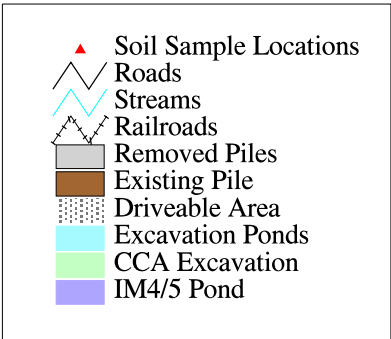 Soil Sample Locations
Roads
Streams
Railroads
Removed Piles
Existing Pile
Driveable Area
Excavation Ponds
CCA Excavation
IM4/5 Pond